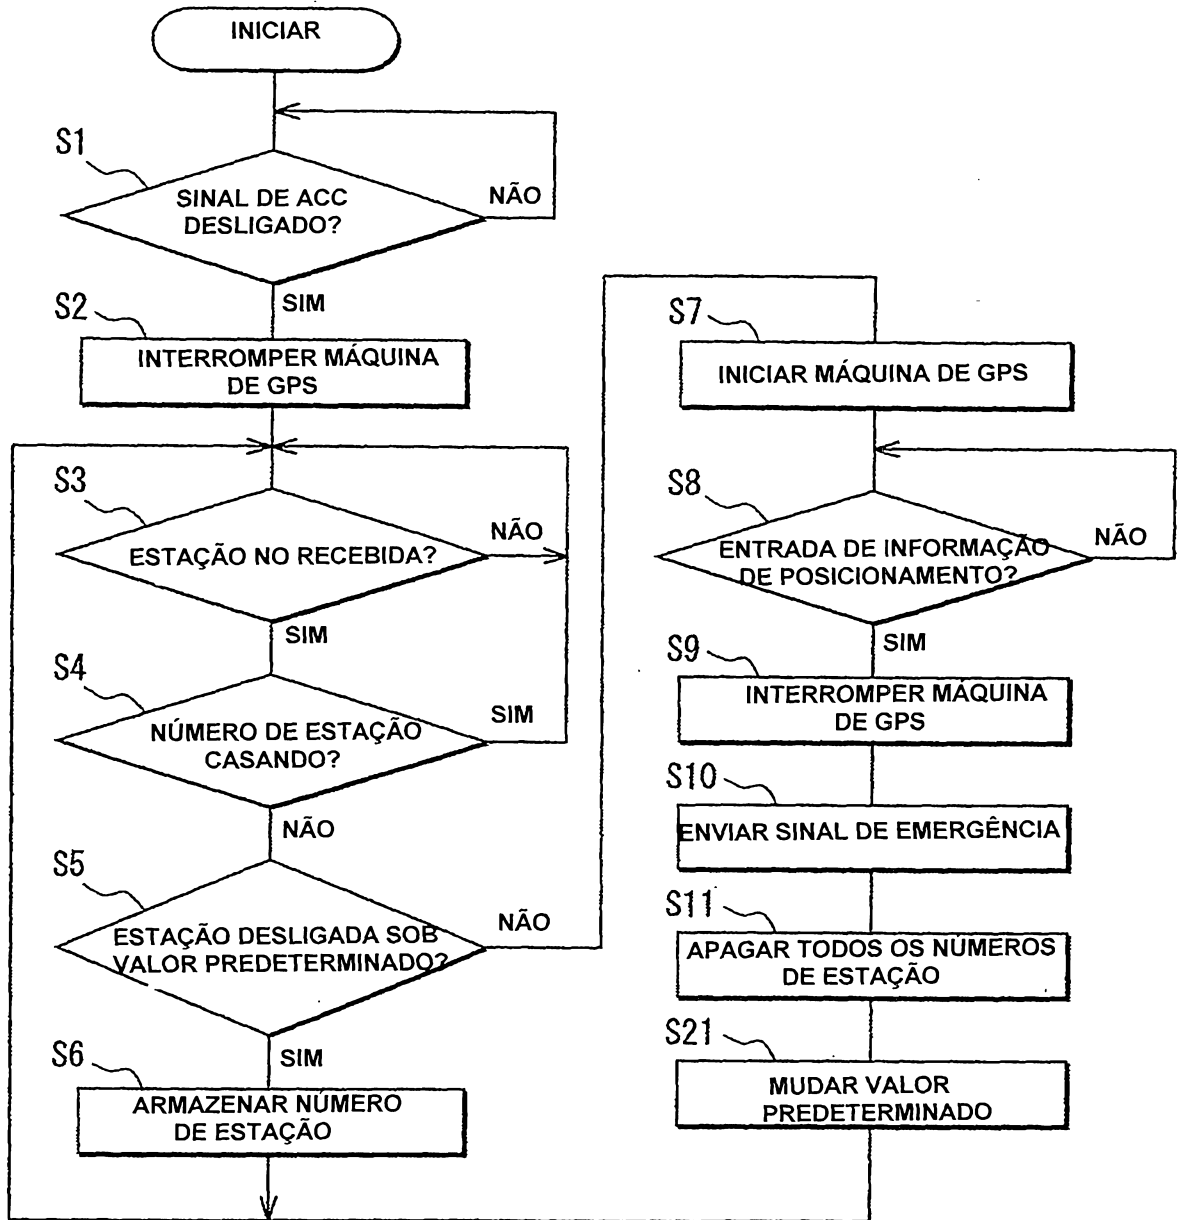 INICIAR
S1
SINAL DE ACC
DESLIGADO?
NÃO
SIM
S2
INTERROMPER MÁQUINA
DE GPS
S3
ESTAÇÃO NO RECEBIDA?
NÃO
SIM
S4
NÚMERO DE ESTAÇÃO
CASANDO?
SIM
NÃO
S5
ESTAÇÃO DESLIGADA SOB
VALOR PREDETERMINADO?
NÃO
SIM
S6
ARMAZENAR NÚMERO
DE ESTAÇÃO
S7
INICIAR MÁQUINA DE GPS
S8
ENTRADA DE INFORMAÇÃO
DE POSICIONAMENTO?
NÃO
SIM
S9
INTERROMPER MÁQUINA
DE GPS
S10
ENVIAR SINAL DE EMERGÊNCIA
S11
APAGAR TODOS OS NÚMEROS
DE ESTAÇÃO
S21
MUDAR VALOR
PREDETERMINADO